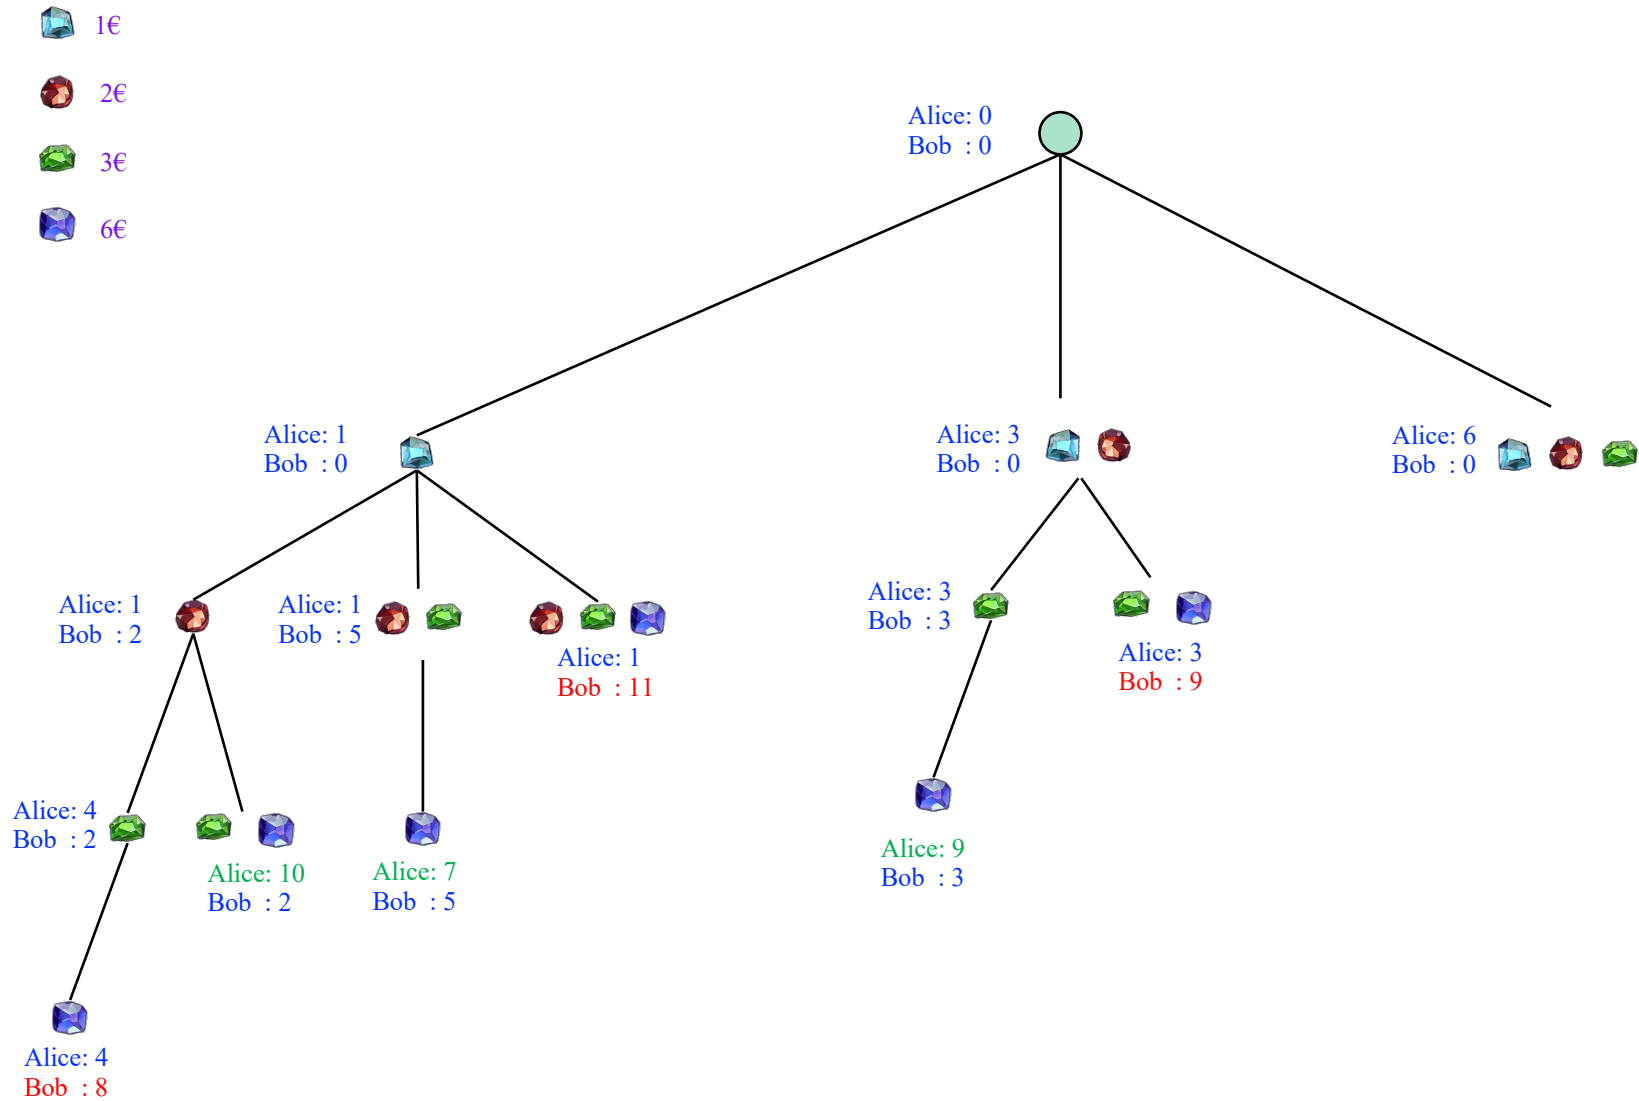 1€
2€
3€
6€
Alice: 0
Bob : 0
Alice: 1
Bob : 0
Alice: 3
Bob : 0
Alice: 6
Bob : 0
Alice: 1
Bob : 2
Alice: 1
Bob : 5
Alice: 1
Bob : 11
Alice: 3
Bob : 3
Alice: 3
Bob : 9
Alice: 4
Bob : 2
Alice: 10
Bob : 2
Alice: 7
Bob : 5
Alice: 9
Bob : 3
Alice: 4
Bob : 8